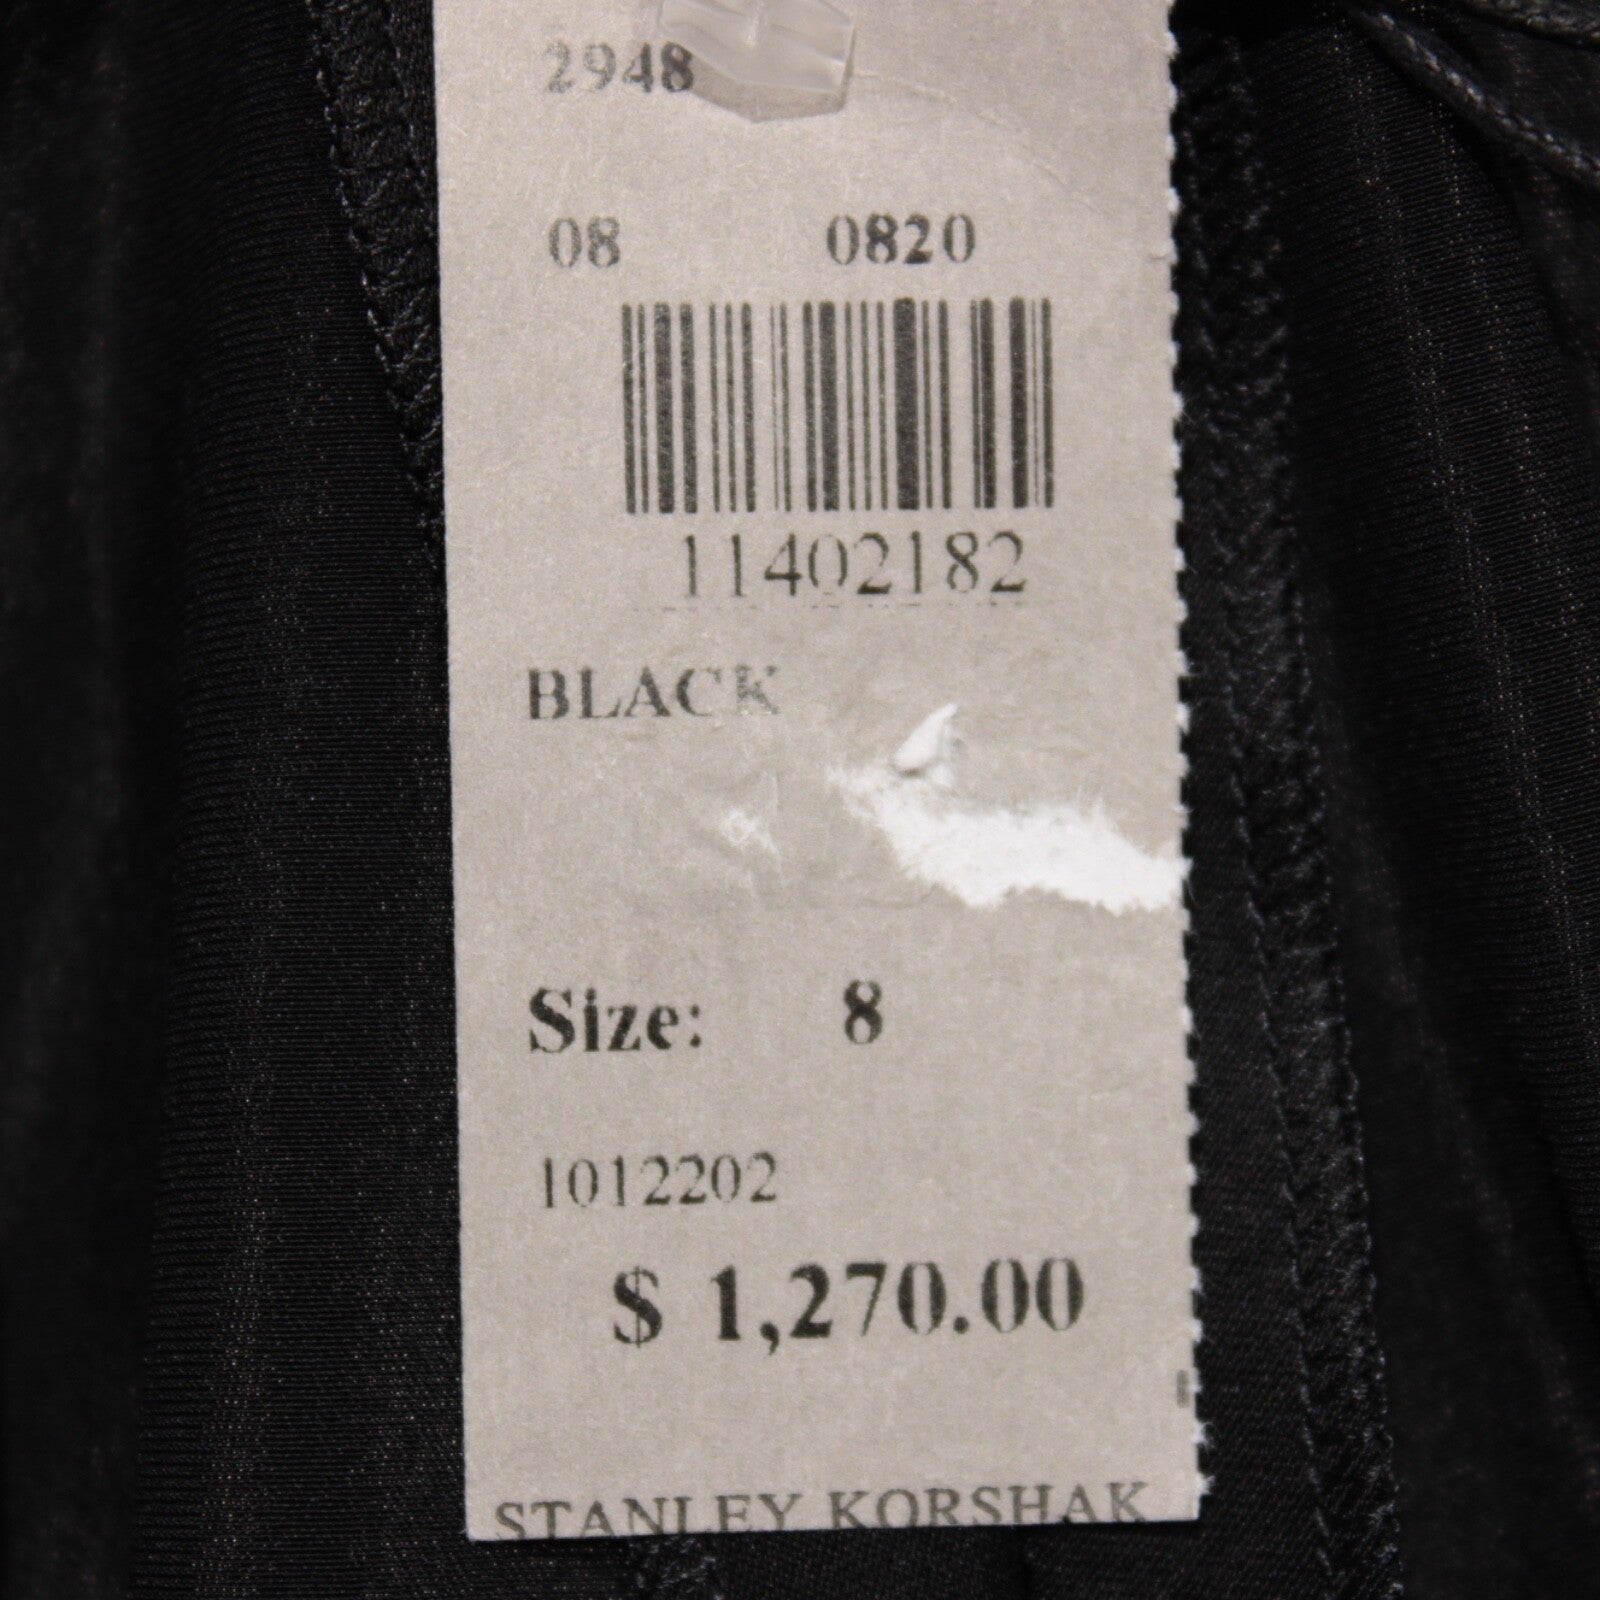 2948
08 0820
11402182
BLACK
Size: 8
1012202
$ 1,270.00
STANLEY KORSHAK